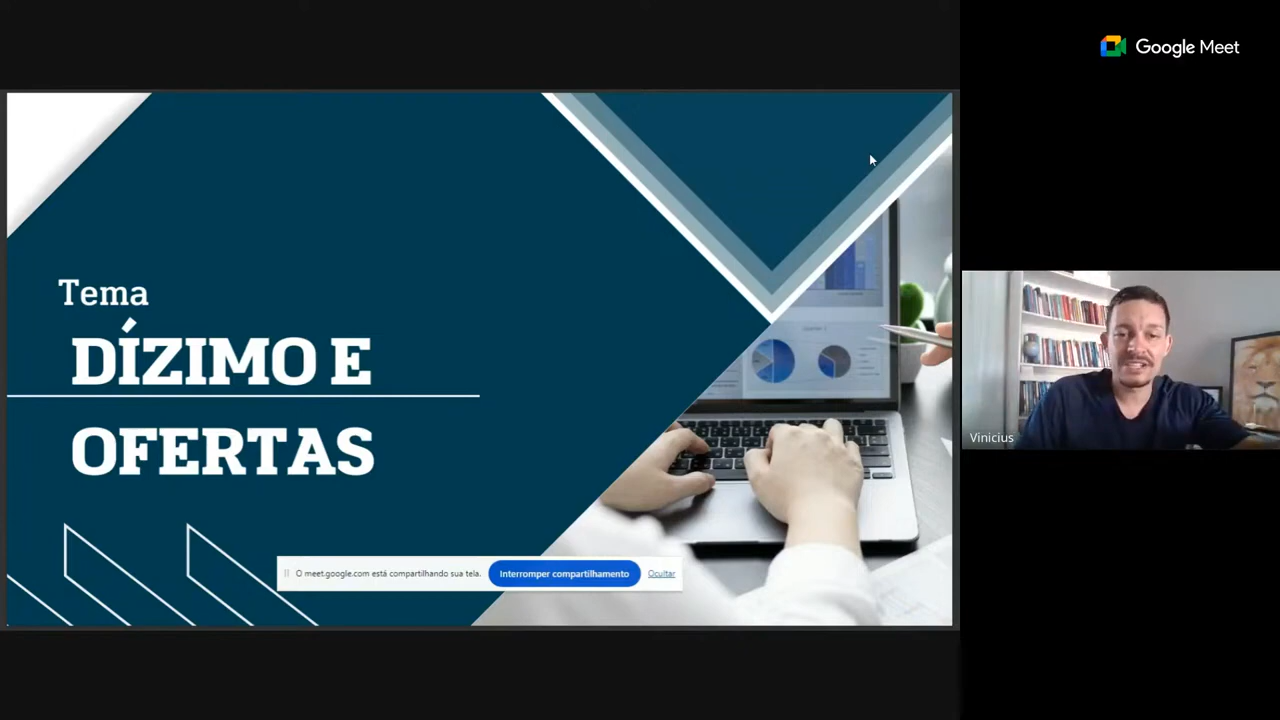 Google Meet
Tema
DÍZIMO E
OFERTAS
O meet.google.com está compartilhando sua tela.
Interromper compartilhamento
Ocultar
Vinicius